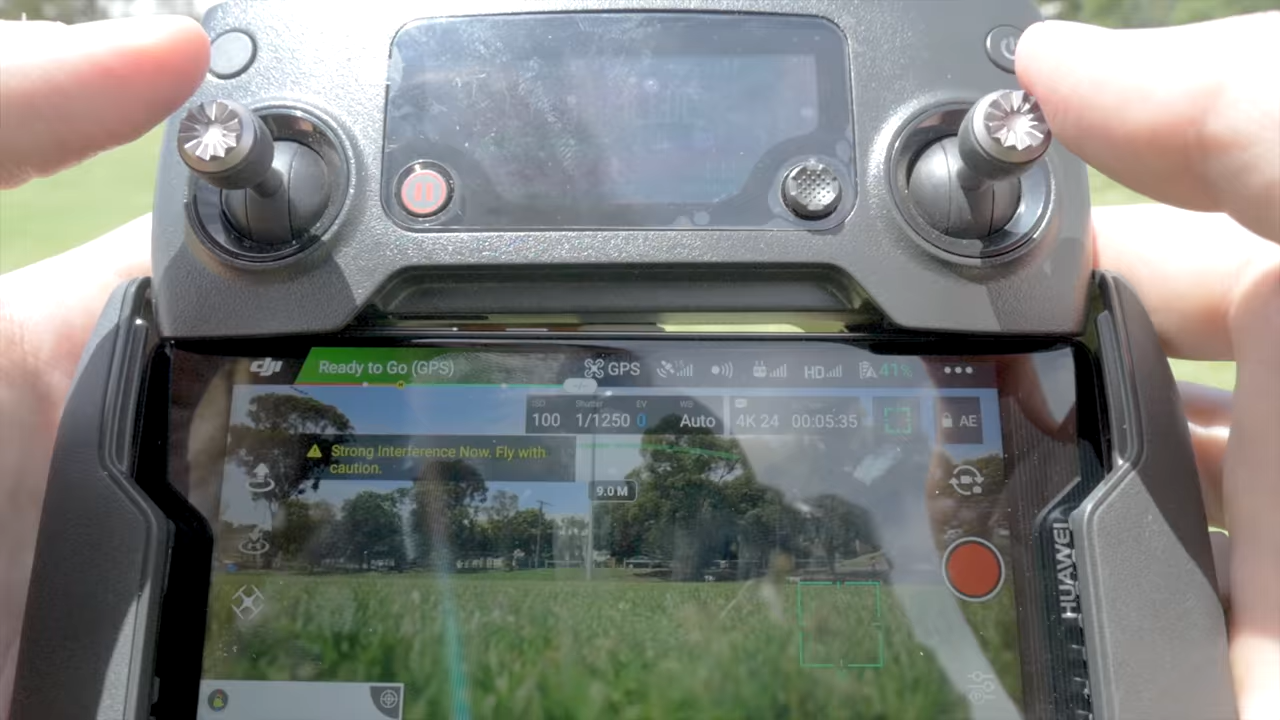 dji
Ready to Go (GPS)
GPS
HD
41%
ISO
Shutter
EV
WB
100
1/1250
0
Auto
4K 24
00:05:35
AE
Strong Interference Now. Fly with
caution.
9.0 M
HUAWEI